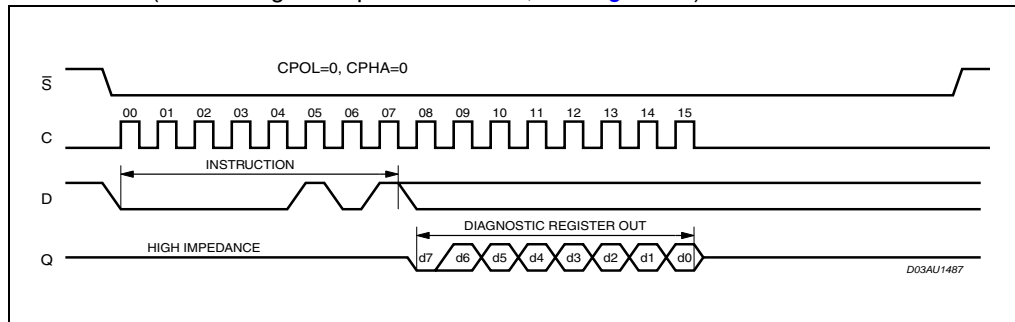 CPOL=0, CPHA=0
S
00 01 02 03 04 05 06 07 08 09 10 11 12 13 14 15
C
INSTRUCTION
D
DIAGNOSTIC REGISTER OUT
HIGH IMPEDANCE
Q d7 d6 d5 d4 d3 d2 d1 d0
D03AU1487